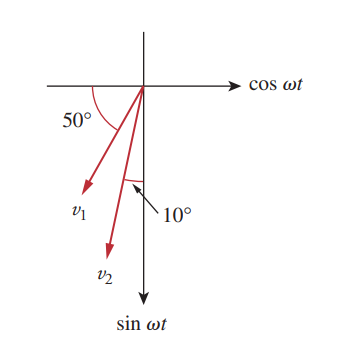 cos ωt
50°
v₁
10°
v₂
sin ωt